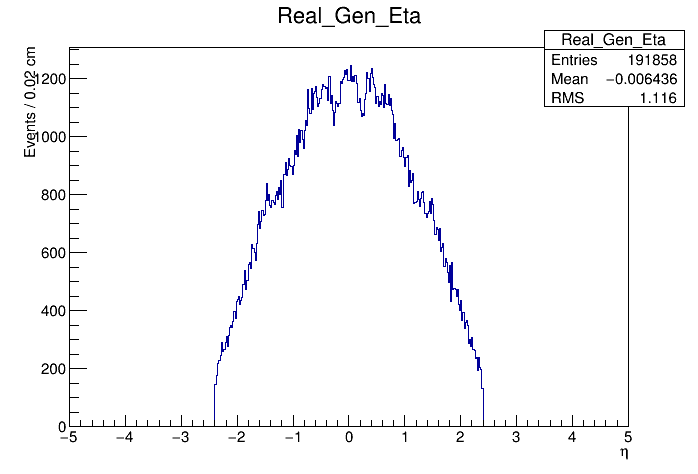 Real_Gen_Eta
Real_Gen_Eta
Entries 191858
Mean −0.006436
RMS 1.116
Events / 0.02 cm
1200
1000
800
600
400
200
0
−5 −4 −3 −2 −1 0 1 2 3 4 5
η